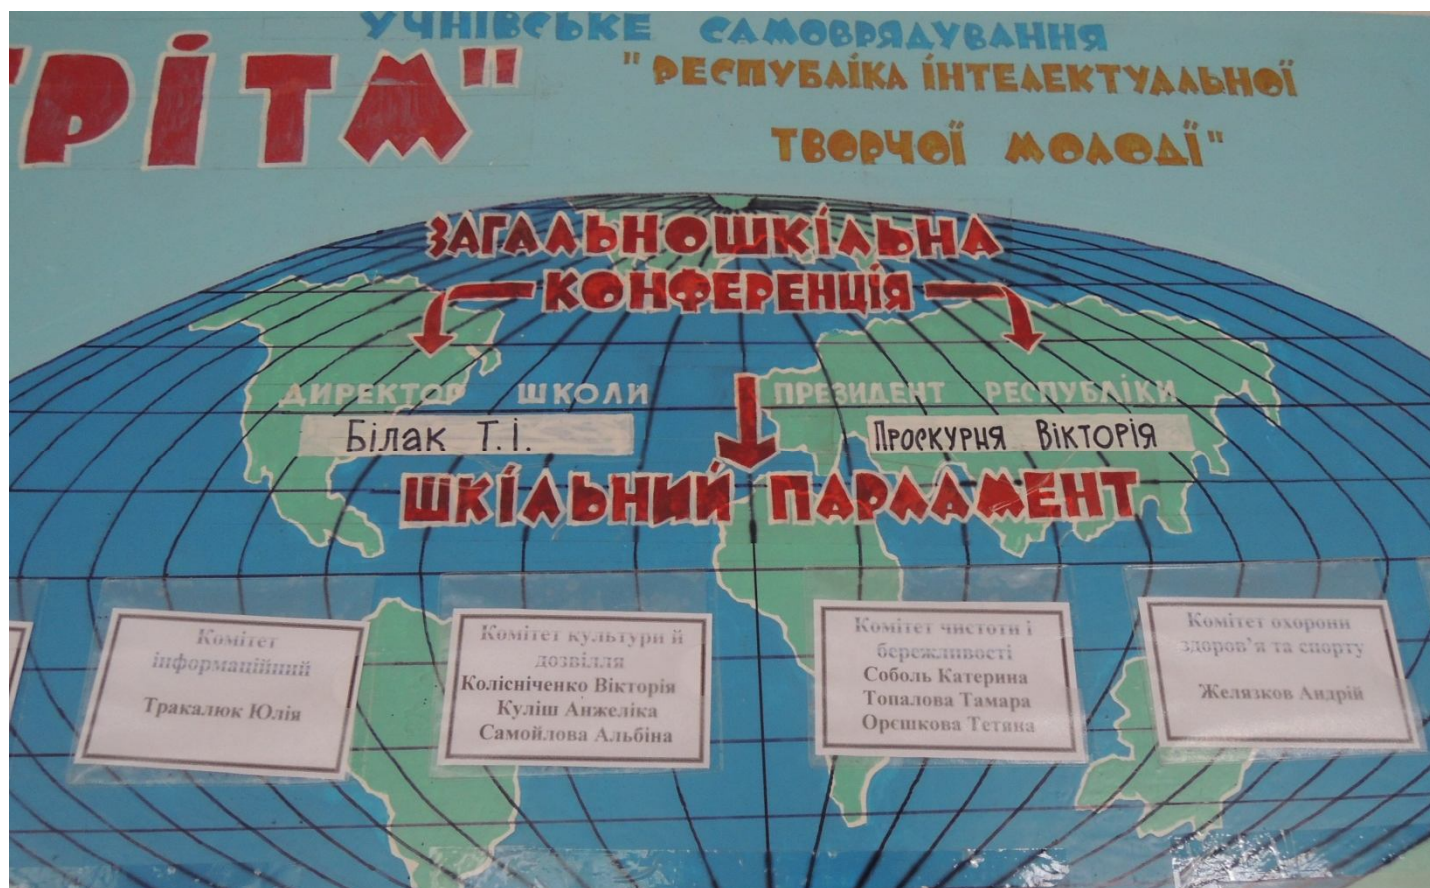 УЧНІВСЬКЕ САМОВРЯДУВАННЯ
"РІТМ"
"РЕСПУБЛІКА ІНТЕЛЕКТУАЛЬНОЇ
ТВОРЧОЇ МОЛОДІ"
ЗАГАЛЬНОШКІЛЬНА
КОНФЕРЕНЦІЯ
ДИРЕКТОР ШКОЛИ
Білак Т.І.
ПРЕЗИДЕНТ РЕСПУБЛІКИ
Проскурня Вікторія
ШКІЛЬНИЙ ПАРЛАМЕНТ
Комітет
інформаційний
Тракалюк Юлія
Комітет культури й
дозвілля
Колісніченко Вікторія
Куліш Анжеліка
Самойлова Альбіна
Комітет чистоти і
бережливості
Соболь Катерина
Топалова Тамара
Орєшкова Тетяна
Комітет охорони
здоров'я та спорту
Желязков Андрій